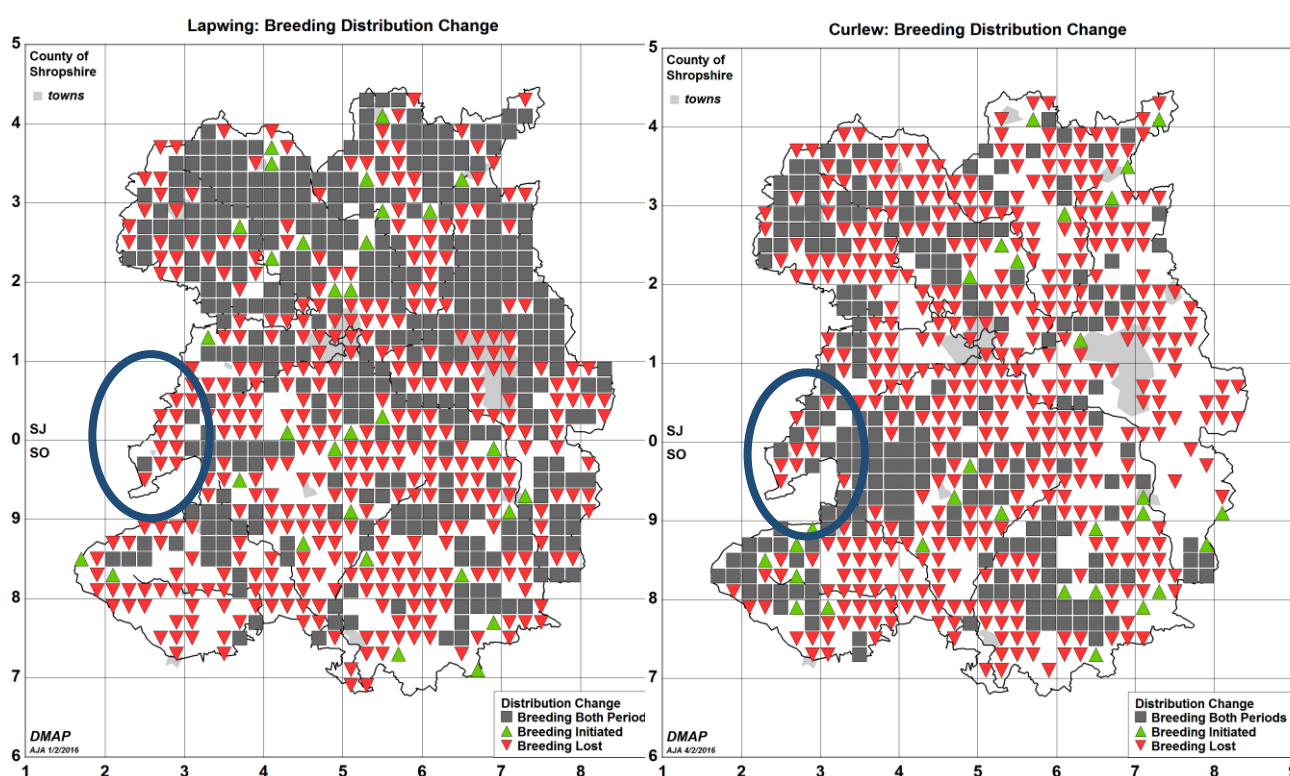 Lapwing: Breeding Distribution Change
5
County of
Shropshire
towns
4
3
2
1
SJ
0
SO
9
8
7
6
1 2 3 4 5 6 7 8
Distribution Change
Breeding Both Period
Breeding Initiated
Breeding Lost
DMAP
AJA 1/2/2016
Curlew: Breeding Distribution Change
5
County of
Shropshire
towns
4
3
2
1
SJ
0
SO
9
8
7
6
1 2 3 4 5 6 7 8 9
Distribution Change
Breeding Both Periods
Breeding Initiated
Breeding Lost
DMAP
AJA 4/2/2016